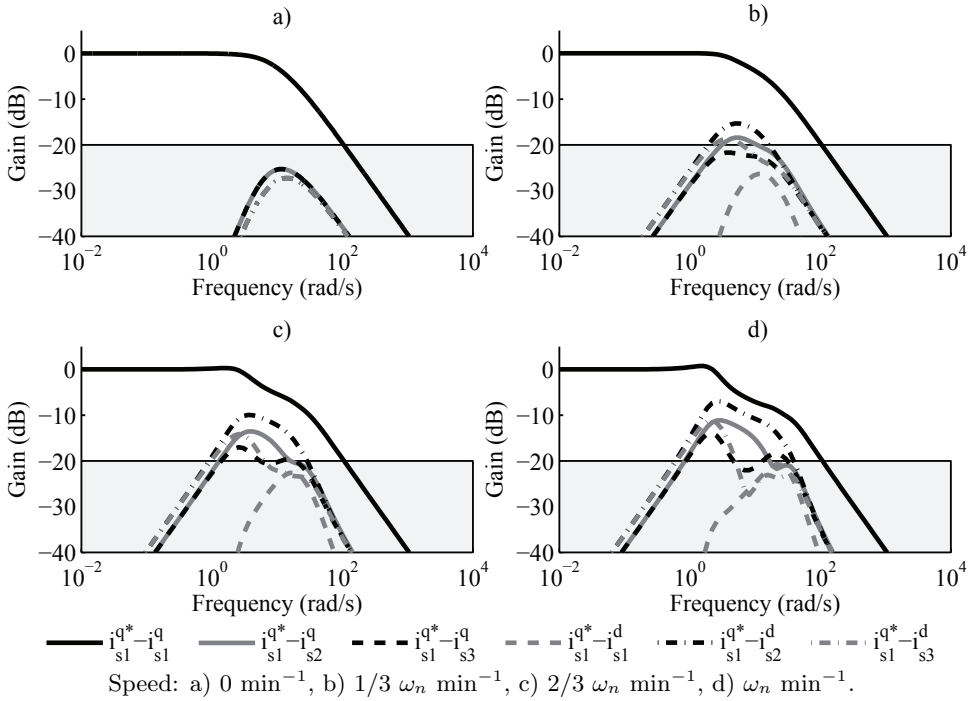 a)
b)
Gain (dB)
0
−10
−20
−30
−40
10^−2
10^0
10^2
10^4
Frequency (rad/s)
Gain (dB)
0
−10
−20
−30
−40
10^−2
10^0
10^2
10^4
Frequency (rad/s)
c)
d)
Gain (dB)
0
−10
−20
−30
−40
10^−2
10^0
10^2
10^4
Frequency (rad/s)
Gain (dB)
0
−10
−20
−30
−40
10^−2
10^0
10^2
10^4
Frequency (rad/s)
i_s1^q*−i_s1^q i_s1^q*−i_s2^q i_s1^q*−i_s3^q i_s1^q*−i_s1^d i_s1^q*−i_s2^d i_s1^q*−i_s3^d
Speed: a) 0 min^−1, b) 1/3 ω_n min^−1, c) 2/3 ω_n min^−1, d) ω_n min^−1.